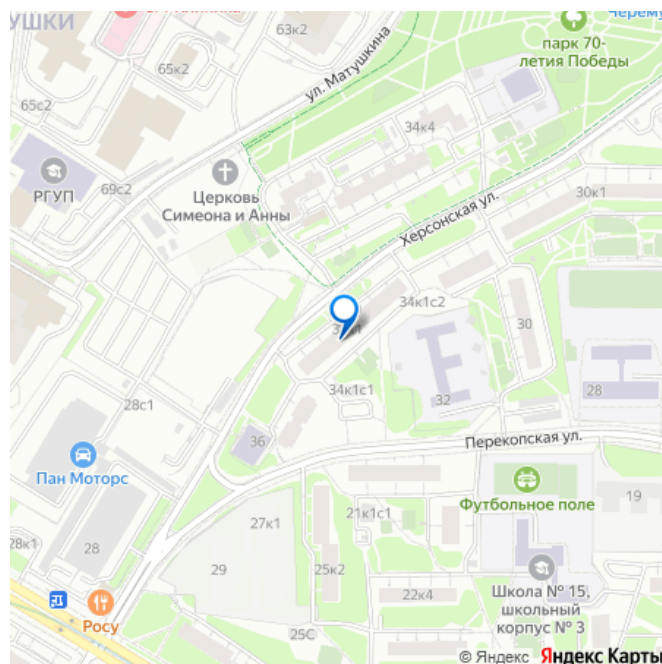 УШКИ
63к2
Черему
парк 70-
летия Победы
65к2
ул. Матушкина
65с2
34к4
РГУП
69с2
Церковь
Симеона и Анны
Херсонская ул.
30к1
34к1с2
30
28с1
34к1с1
32
28
36
Перекопская ул.
Пан Моторс
Футбольное поле
19
27к1
21к1с1
28к1
28
29
25к2
22к4
Школа № 15,
школьный
корпус № 3
Росу
25С
© Яндекс Яндекс Карты